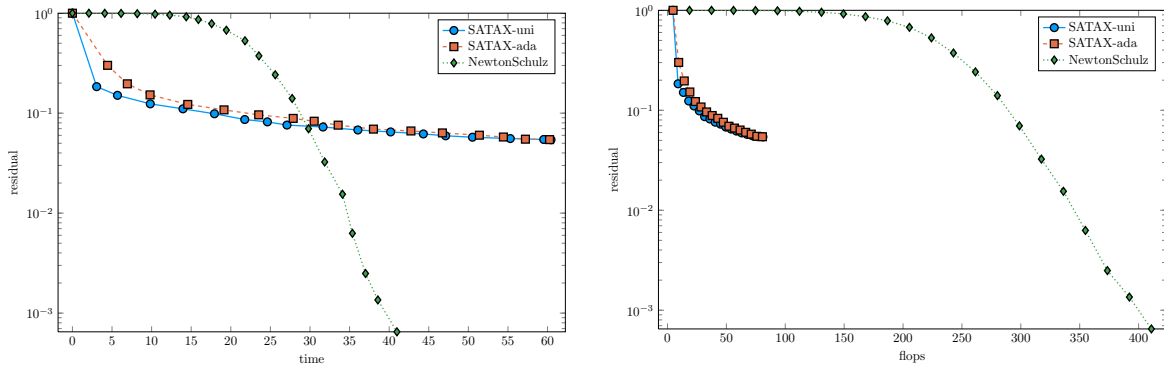 10^0
10^{-1}
10^{-2}
10^{-3}
residual
0 5 10 15 20 25 30 35 40 45 50 55 60
time
SATAX-uni
SATAX-ada
NewtonSchulz
10^0
10^{-1}
10^{-2}
10^{-3}
residual
0 50 100 150 200 250 300 350 400
flops
SATAX-uni
SATAX-ada
NewtonSchulz